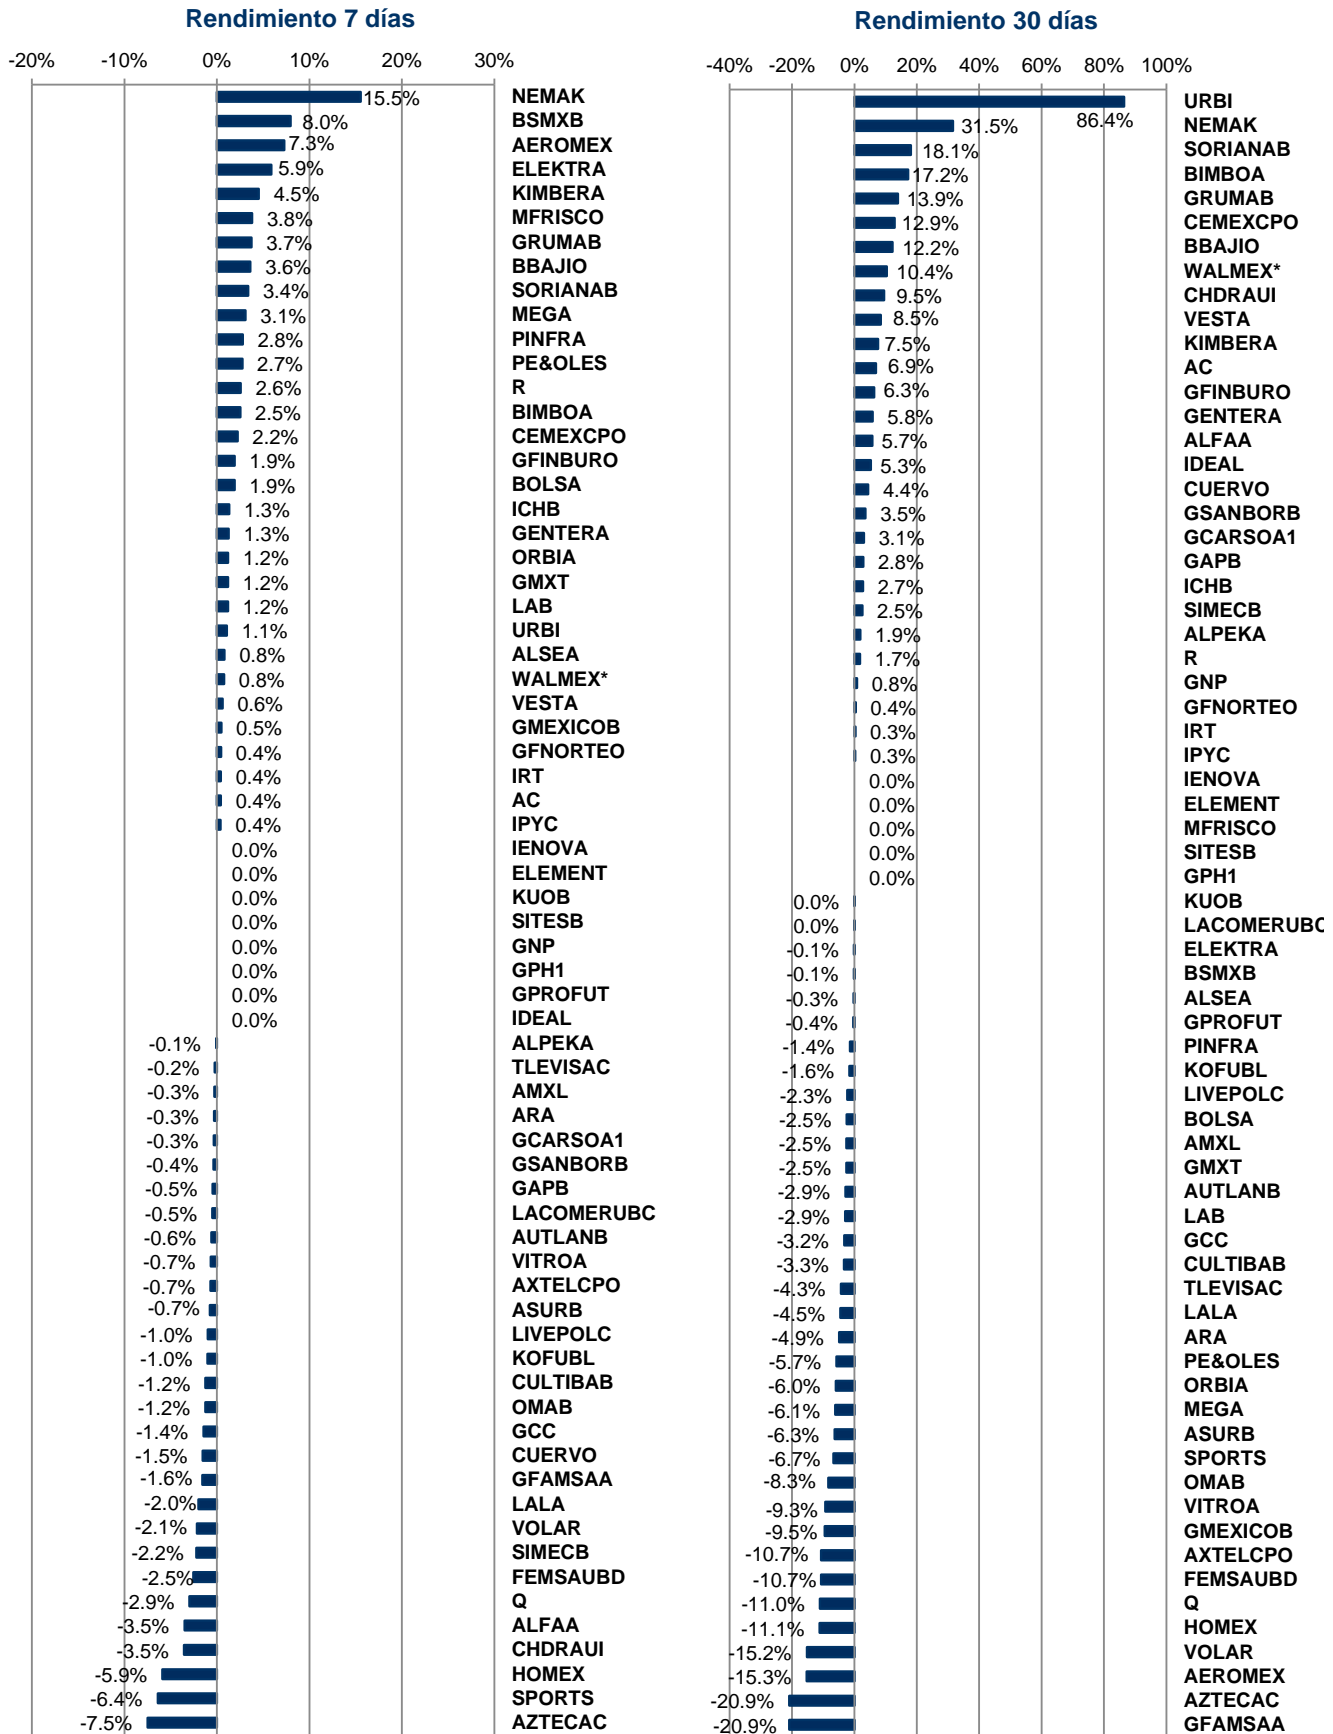 Rendimiento 7 días
-20% -10% 0% 10% 20% 30%
15.5% NEMAK
8.0% BSMXB
7.3% AEROMEX
5.9% ELEKTRA
4.5% KIMBERA
3.8% MFRISCO
3.7% GRUMAB
3.6% BBAJIO
3.4% SORIANAB
3.1% MEGA
2.8% PINFRA
2.7% PE&OLES
2.6% R
2.5% BIMBOA
2.2% CEMEXCPO
1.9% GFINBURO
1.9% BOLSA
1.3% ICHB
1.3% GENTERA
1.2% ORBIA
1.2% GMXT
1.2% LAB
1.1% URBI
0.8% ALSEA
0.8% WALMEX*
0.6% VESTA
0.5% GMEXICOB
0.4% GFNORTEO
0.4% IRT
0.4% AC
0.4% IPYC
0.0% IENOVA
0.0% ELEMENT
0.0% KUOB
0.0% SITESB
0.0% GNP
0.0% GPH1
0.0% GPROFUT
0.0% IDEAL
-0.1% ALPEKA
-0.2% TLEVISAC
-0.3% AMXL
-0.3% ARA
-0.3% GCARSOA1
-0.4% GSANBORB
-0.5% GAPB
-0.5% LACOMERUBC
-0.6% AUTLANB
-0.7% VITROA
-0.7% AXTELCPO
-0.7% ASURB
-1.0% LIVEPOLC
-1.0% KOFUBL
-1.2% CULTIBAB
-1.2% OMAB
-1.4% GCC
-1.5% CUERVO
-1.6% GFAMSAA
-2.0% LALA
-2.1% VOLAR
-2.2% SIMECB
-2.5% FEMSAUBD
-2.9% Q
-3.5% ALFAA
-3.5% CHDRAUI
-5.9% HOMEX
-6.4% SPORTS
-7.5% AZTECAC
Rendimiento 30 días
-40% -20% 0% 20% 40% 60% 80% 100%
86.4% URBI
31.5% NEMAK
18.1% SORIANAB
17.2% BIMBOA
13.9% GRUMAB
12.9% CEMEXCPO
12.2% BBAJIO
10.4% WALMEX*
9.5% CHDRAUI
8.5% VESTA
7.5% KIMBERA
6.9% AC
6.3% GFINBURO
5.8% GENTERA
5.7% ALFAA
5.3% IDEAL
4.4% CUERVO
3.5% GSANBORB
3.1% GCARSOA1
2.8% GAPB
2.7% ICHB
2.5% SIMECB
1.9% ALPEKA
1.7% R
0.8% GNP
0.4% GFNORTEO
0.3% IRT
0.3% IPYC
0.0% IENOVA
0.0% ELEMENT
0.0% MFRISCO
0.0% SITESB
0.0% GPH1
0.0% KUOB
0.0% LACOMERUBC
-0.1% ELEKTRA
-0.1% BSMXB
-0.3% ALSEA
-0.4% GPROFUT
-1.4% PINFRA
-1.6% KOFUBL
-2.3% LIVEPOLC
-2.5% BOLSA
-2.5% AMXL
-2.5% GMXT
-2.9% AUTLANB
-2.9% LAB
-3.2% GCC
-3.3% CULTIBAB
-4.3% TLEVISAC
-4.5% LALA
-4.9% ARA
-5.7% PE&OLES
-6.0% ORBIA
-6.1% MEGA
-6.3% ASURB
-6.7% SPORTS
-8.3% OMAB
-9.3% VITROA
-9.5% GMEXICOB
-10.7% AXTELCPO
-10.7% FEMSAUBD
-11.0% Q
-11.1% HOMEX
-15.2% VOLAR
-15.3% AEROMEX
-20.9% AZTECAC
-20.9% GFAMSAA